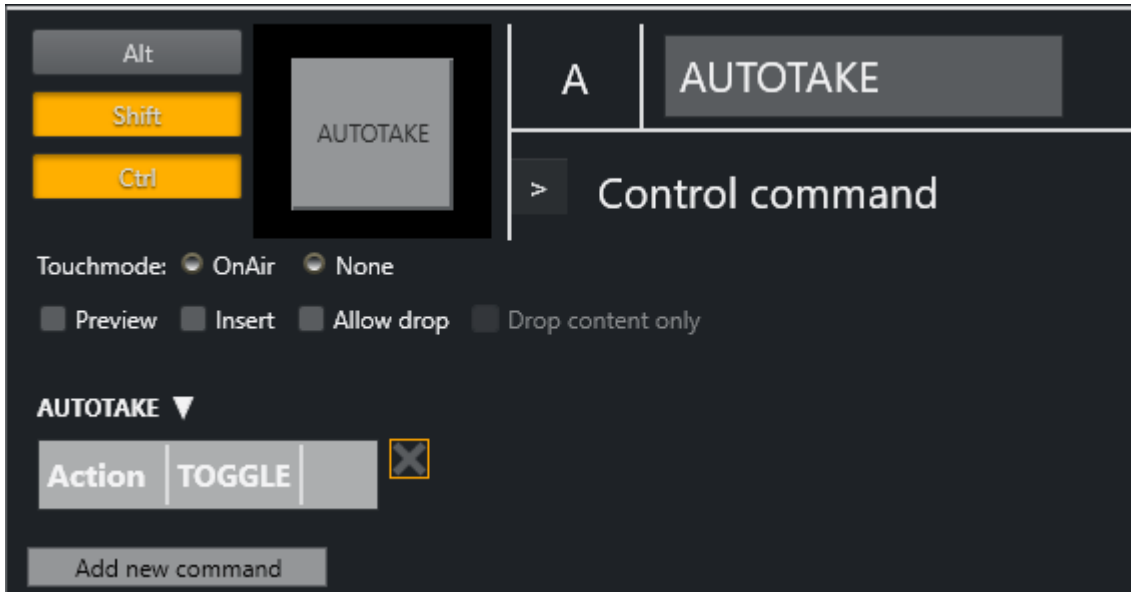 Alt
Shift
Ctrl
AUTOTAKE
A
AUTOTAKE
>
Control command
Touchmode: OnAir None
Preview Insert Allow drop Drop content only
AUTOTAKE ▼
Action TOGGLE
Add new command